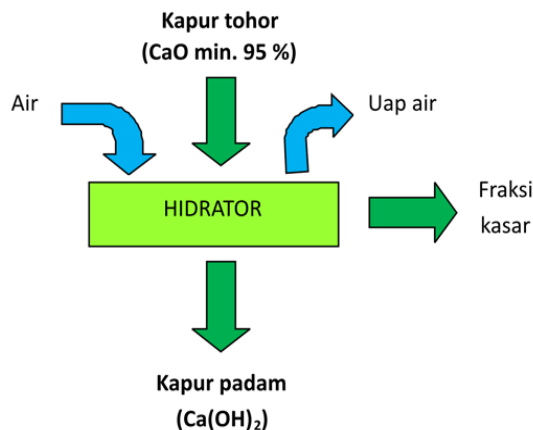 Kapur tohor
(CaO min. 95 %)
Air
Uap air
HIDRATOR
Fraksi
kasar
Kapur padam
(Ca(OH)₂)